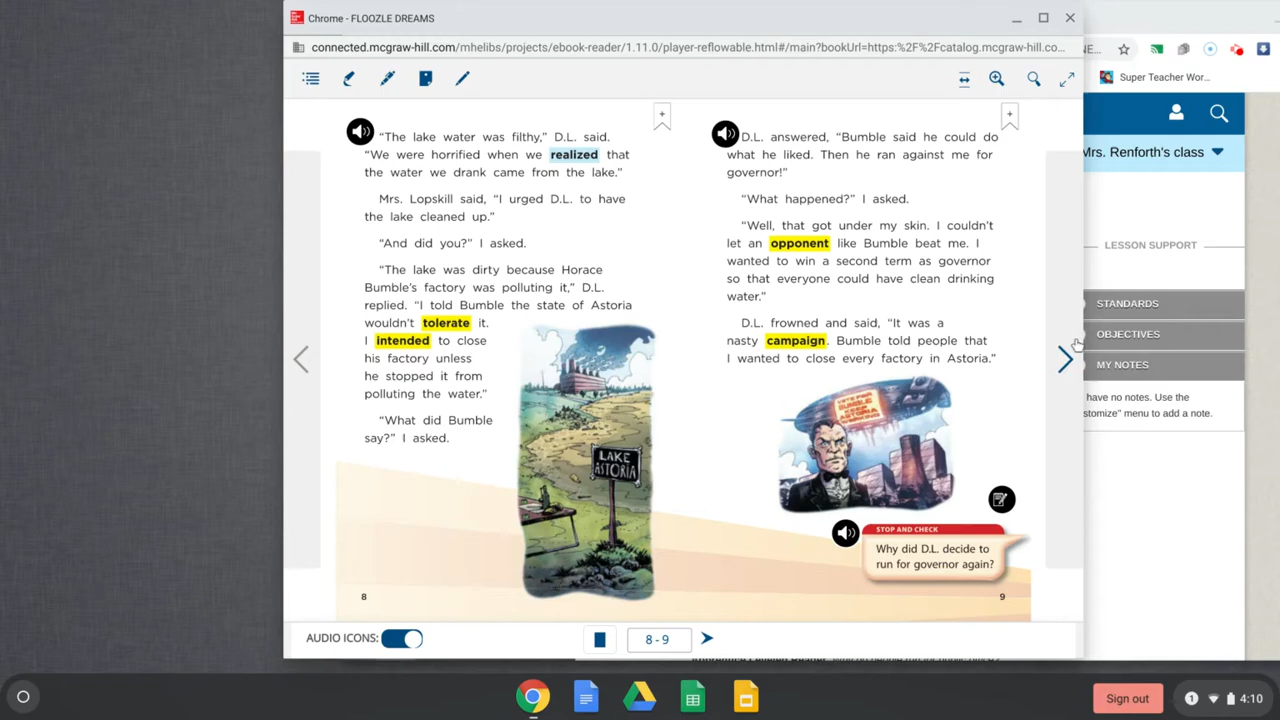 Chrome - FLOOZLE DREAMS
connected.mcgraw-hill.com/mhelibs/projects/ebook-reader/1.11.0/player-reflowable.html#/main?bookUrl=https:%2F%2Fcatalog.mcgraw-hill.co...
NE...
Super Teacher Wor...
Mrs. Renforth's class
LESSON SUPPORT
STANDARDS
OBJECTIVES
MY NOTES
have no notes. Use the
stomize" menu to add a note.
"The lake water was filthy," D.L. said.
"We were horrified when we realized that
the water we drank came from the lake."
Mrs. Lopskill said, "I urged D.L. to have
the lake cleaned up."
"And did you?" I asked.
"The lake was dirty because Horace
Bumble's factory was polluting it," D.L.
replied. "I told Bumble the state of Astoria
wouldn't tolerate it.
I intended to close
his factory unless
he stopped it from
polluting the water."
"What did Bumble
say?" I asked.
LAKE
ASTORIA
8
D.L. answered, "Bumble said he could do
what he liked. Then he ran against me for
governor!"
"What happened?" I asked.
"Well, that got under my skin. I couldn't
let an opponent like Bumble beat me. I
wanted to win a second term as governor
so that everyone could have clean drinking
water."
D.L. frowned and said, "It was a
nasty campaign. Bumble told people that
I wanted to close every factory in Astoria."
VOTE FOR
BUMBLE
KEEP
ASTORIA
WORKING
STOP AND CHECK
Why did D.L. decide to
run for governor again?
9
AUDIO ICONS:
8 - 9
Sign out
1
4:10